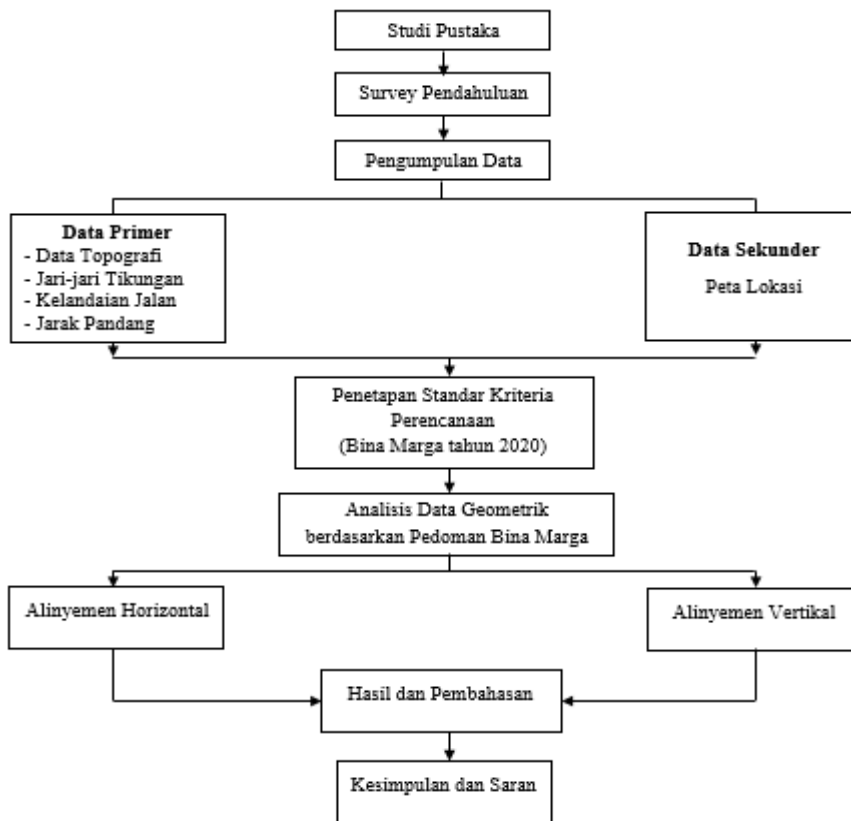 Studi Pustaka
Survey Pendahuluan
Pengumpulan Data
Data Primer
- Data Topografi
- Jari-jari Tikungan
- Kelandaian Jalan
- Jarak Pandang
Data Sekunder
Peta Lokasi
Penetapan Standar Kriteria
Perencanaan
(Bina Marga tahun 2020)
Analisis Data Geometrik
berdasarkan Pedoman Bina Marga
Alinyemen Horizontal
Alinyemen Vertikal
Hasil dan Pembahasan
Kesimpulan dan Saran